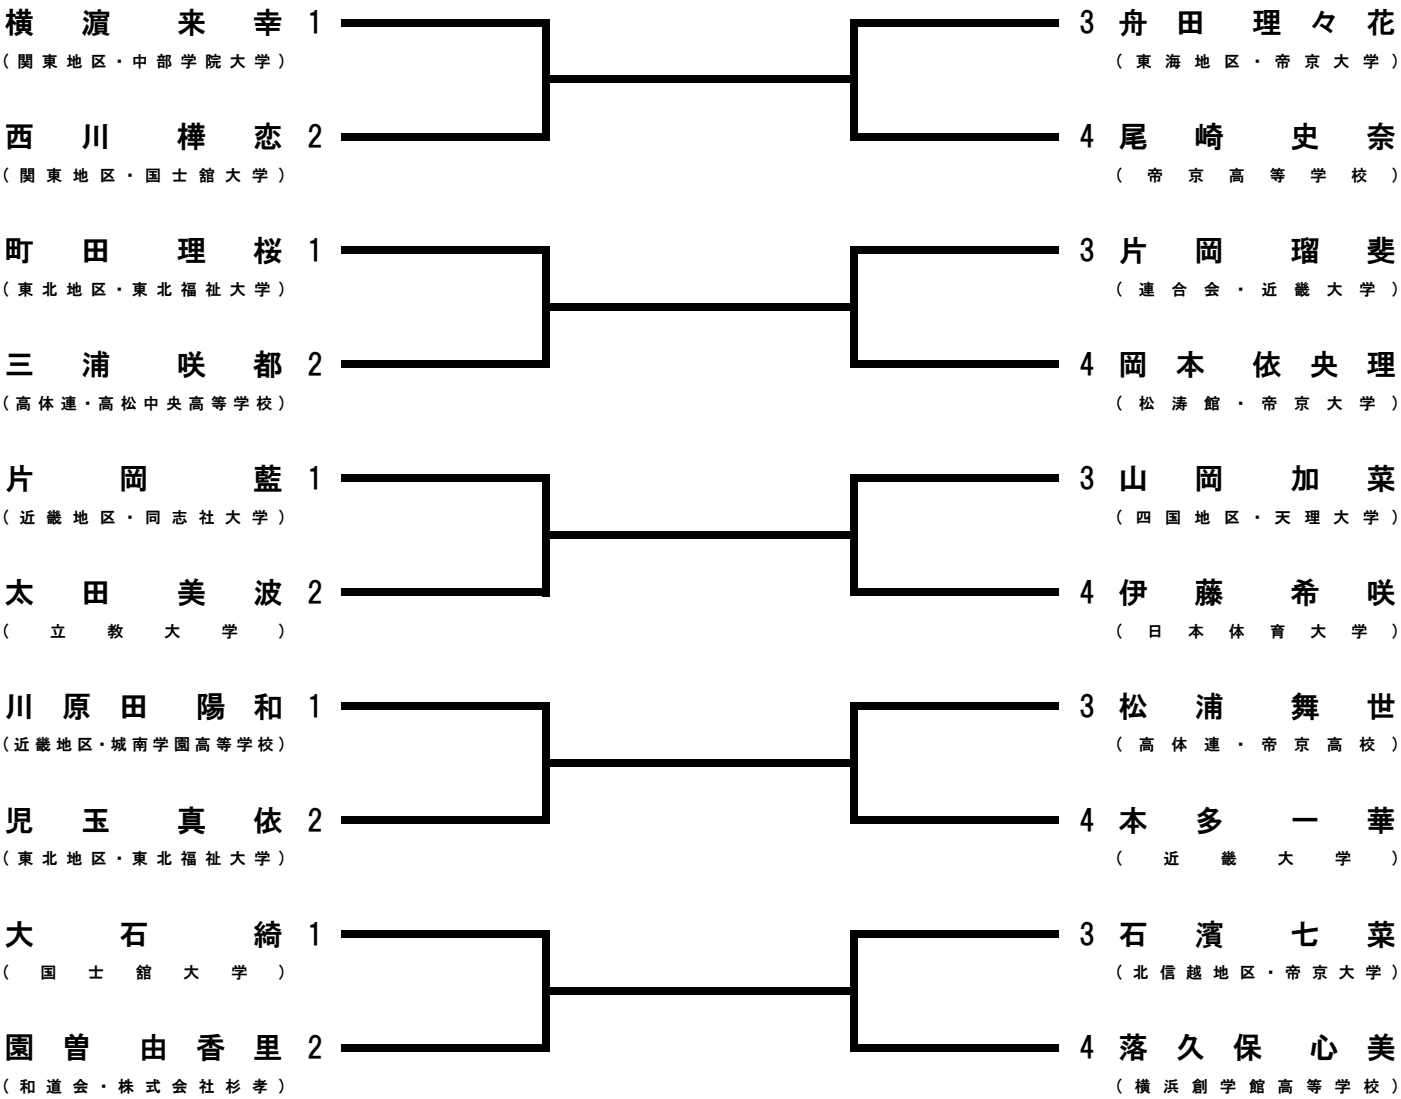 横濵 来幸 1
(関東地区・中部学院大学)
西川 樺恋 2
(関東地区・国士舘大学)
3 舟田 理々花
(東海地区・帝京大学)
4 尾崎 史奈
(帝京高等学校)
町田 理桜 1
(東北地区・東北福祉大学)
三浦 咲都 2
(高体連・高松中央高等学校)
3 片岡 瑠斐
(連合会・近畿大学)
4 岡本 依央理
(松涛館・帝京大学)
片岡 藍 1
(近畿地区・同志社大学)
太田 美波 2
(立教大学)
3 山岡 加菜
(四国地区・天理大学)
4 伊藤 希咲
(日本体育大学)
川原田 陽和 1
(近畿地区・城南学園高等学校)
児玉 真依 2
(東北地区・東北福祉大学)
3 松浦 舞世
(高体連・帝京高校)
4 本多 一華
(近畿大学)
大石 綺 1
(国士舘大学)
園曽 由香里 2
(和道会・株式会社杉孝)
3 石濱 七菜
(北信越地区・帝京大学)
4 落久保 心美
(横浜創学館高等学校)